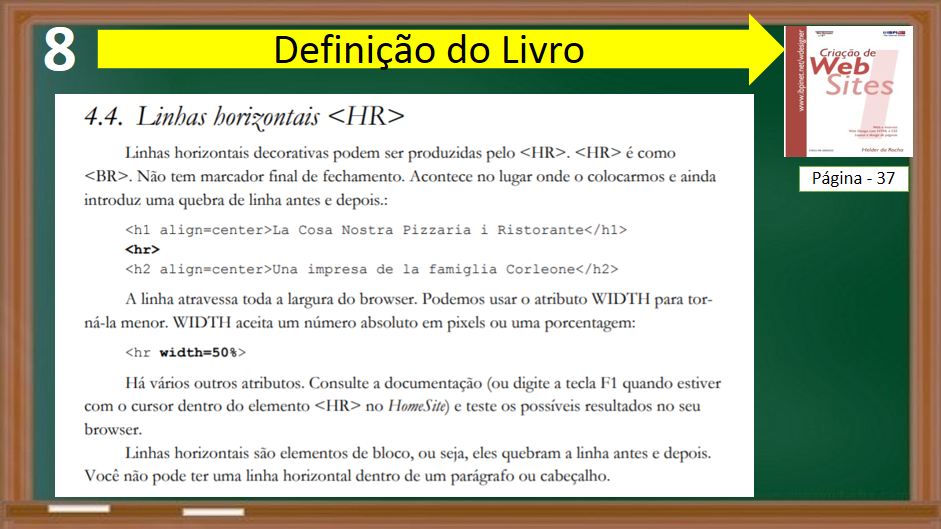 8
Definição do Livro
4.4. Linhas horizontais <HR>
Linhas horizontais decorativas podem ser produzidas pelo <HR>. <HR> é como
<BR>. Não tem marcador final de fechamento. Acontece no lugar onde o colocarmos e ainda
introduz uma quebra de linha antes e depois.:
<h1 align=center>La Cosa Nostra Pizzaria i Ristorante</h1>
<hr>
<h2 align=center>Una impresa de la famiglia Corleone</h2>
A linha atravessa toda a largura do browser. Podemos usar o atributo WIDTH para tor-
ná-la menor. WIDTH aceita um número absoluto em pixels ou uma porcentagem:
<hr width=50%>
Há vários outros atributos. Consulte a documentação (ou digite a tecla F1 quando estiver
com o cursor dentro do elemento <HR> no HomeSite) e teste os possíveis resultados no seu
browser.
Linhas horizontais são elementos de bloco, ou seja, eles quebram a linha antes e depois.
Você não pode ter uma linha horizontal dentro de um parágrafo ou cabeçalho.
www.ibpinet.net/wdesigner
Criação de
Web
Sites
Helder da Rocha
Página - 37